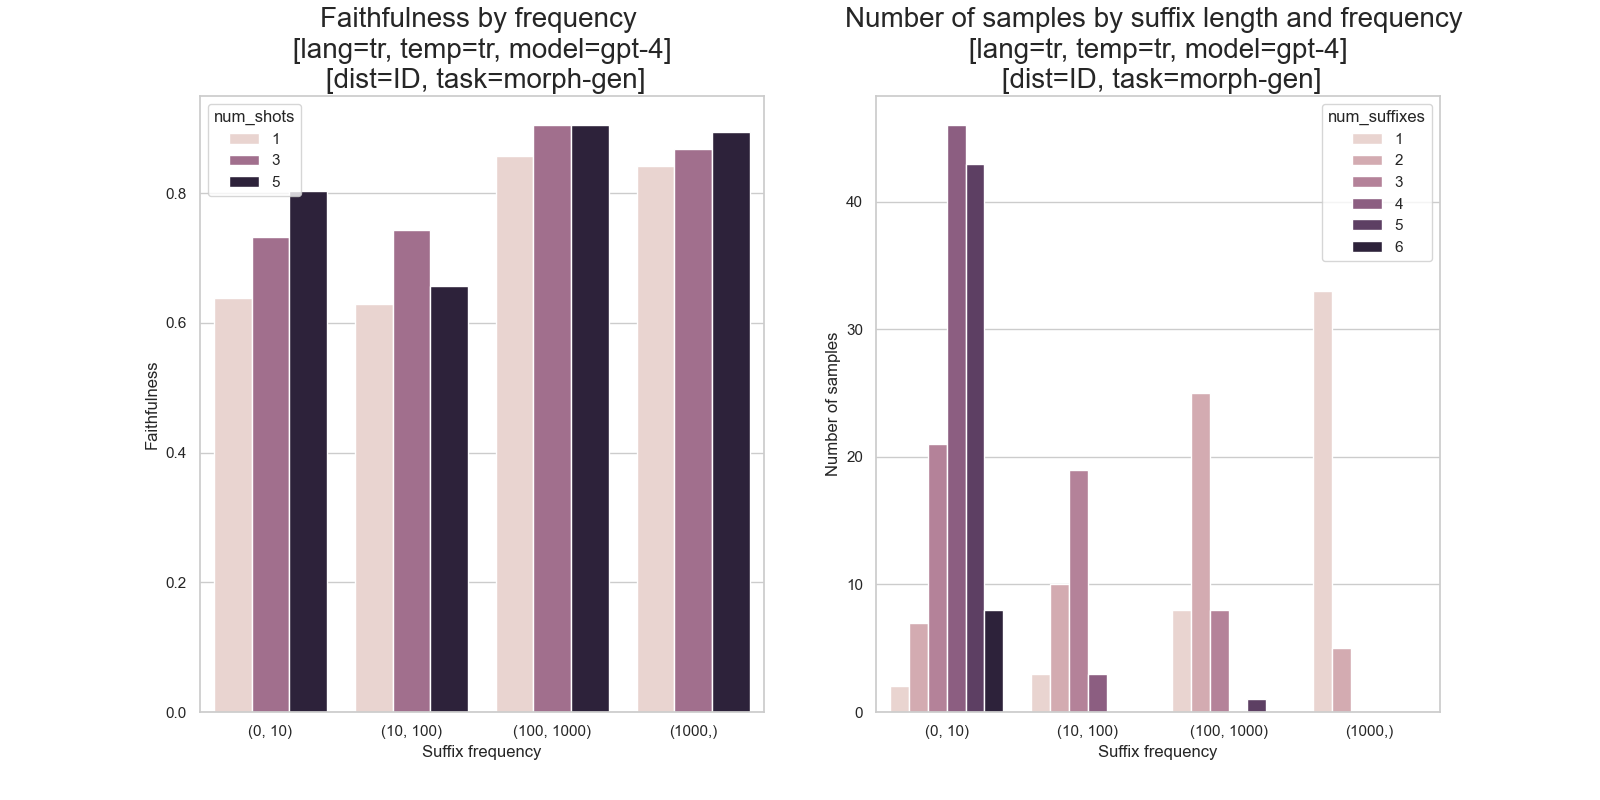 Faithfulness by frequency
[lang=tr, temp=tr, model=gpt-4]
[dist=ID, task=morph-gen]
num_shots
1
3
5
0.8
0.6
0.4
0.2
0.0
Faithfulness
(0, 10)
(10, 100)
(100, 1000)
(1000,)
Suffix frequency
Number of samples by suffix length and frequency
[lang=tr, temp=tr, model=gpt-4]
[dist=ID, task=morph-gen]
num_suffixes
1
2
3
4
5
6
40
30
20
10
0
Number of samples
(0, 10)
(10, 100)
(100, 1000)
(1000,)
Suffix frequency